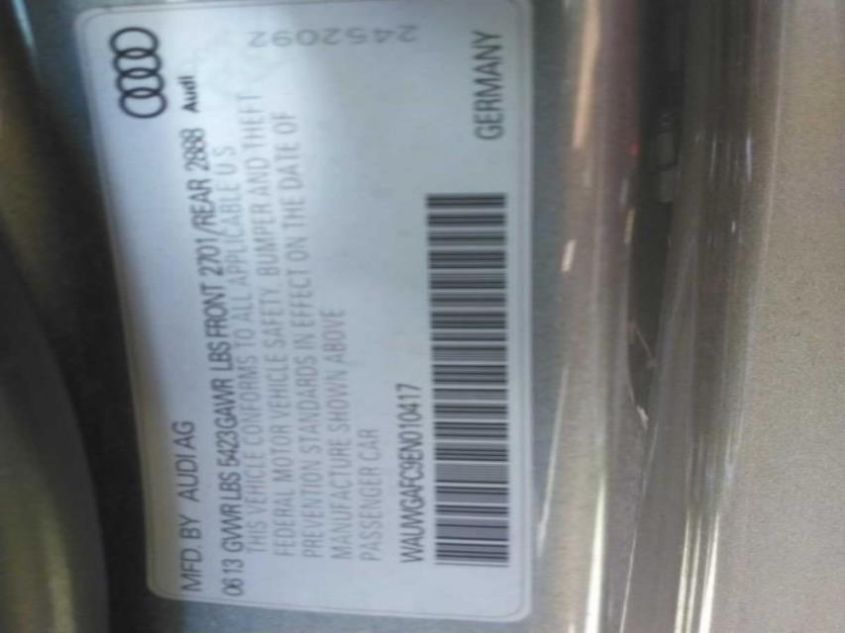 MFD. BY AUDI AG
Audi
06 13 GVWR LBS 5423 GAWR LBS FRONT 2701/REAR 2888
THIS VEHICLE CONFORMS TO ALL APPLICABLE U S
FEDERAL MOTOR VEHICLE SAFETY, BUMPER AND THEFT
PREVENTION STANDARDS IN EFFECT ON THE DATE OF
MANUFACTURE SHOWN ABOVE
PASSENGER CAR
WAUMGAFC9EN010417
GERMANY
2452092